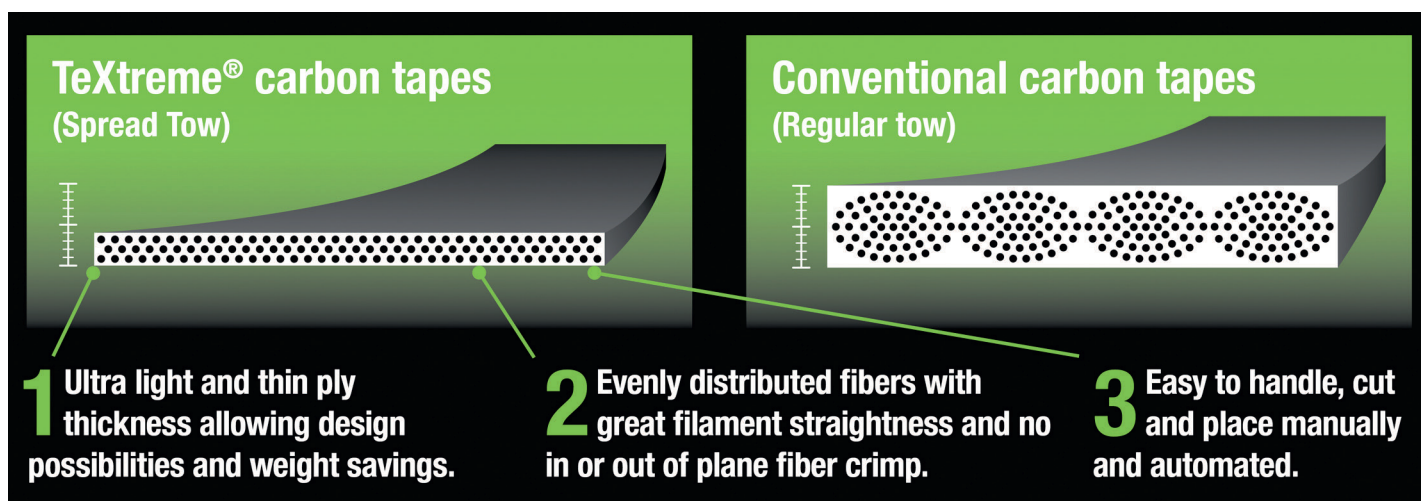 TeXtreme® carbon tapes
(Spread Tow)
Conventional carbon tapes
(Regular tow)
1 Ultra light and thin ply
thickness allowing design
possibilities and weight savings.
2 Evenly distributed fibers with
great filament straightness and no
in or out of plane fiber crimp.
3 Easy to handle, cut
and place manually
and automated.